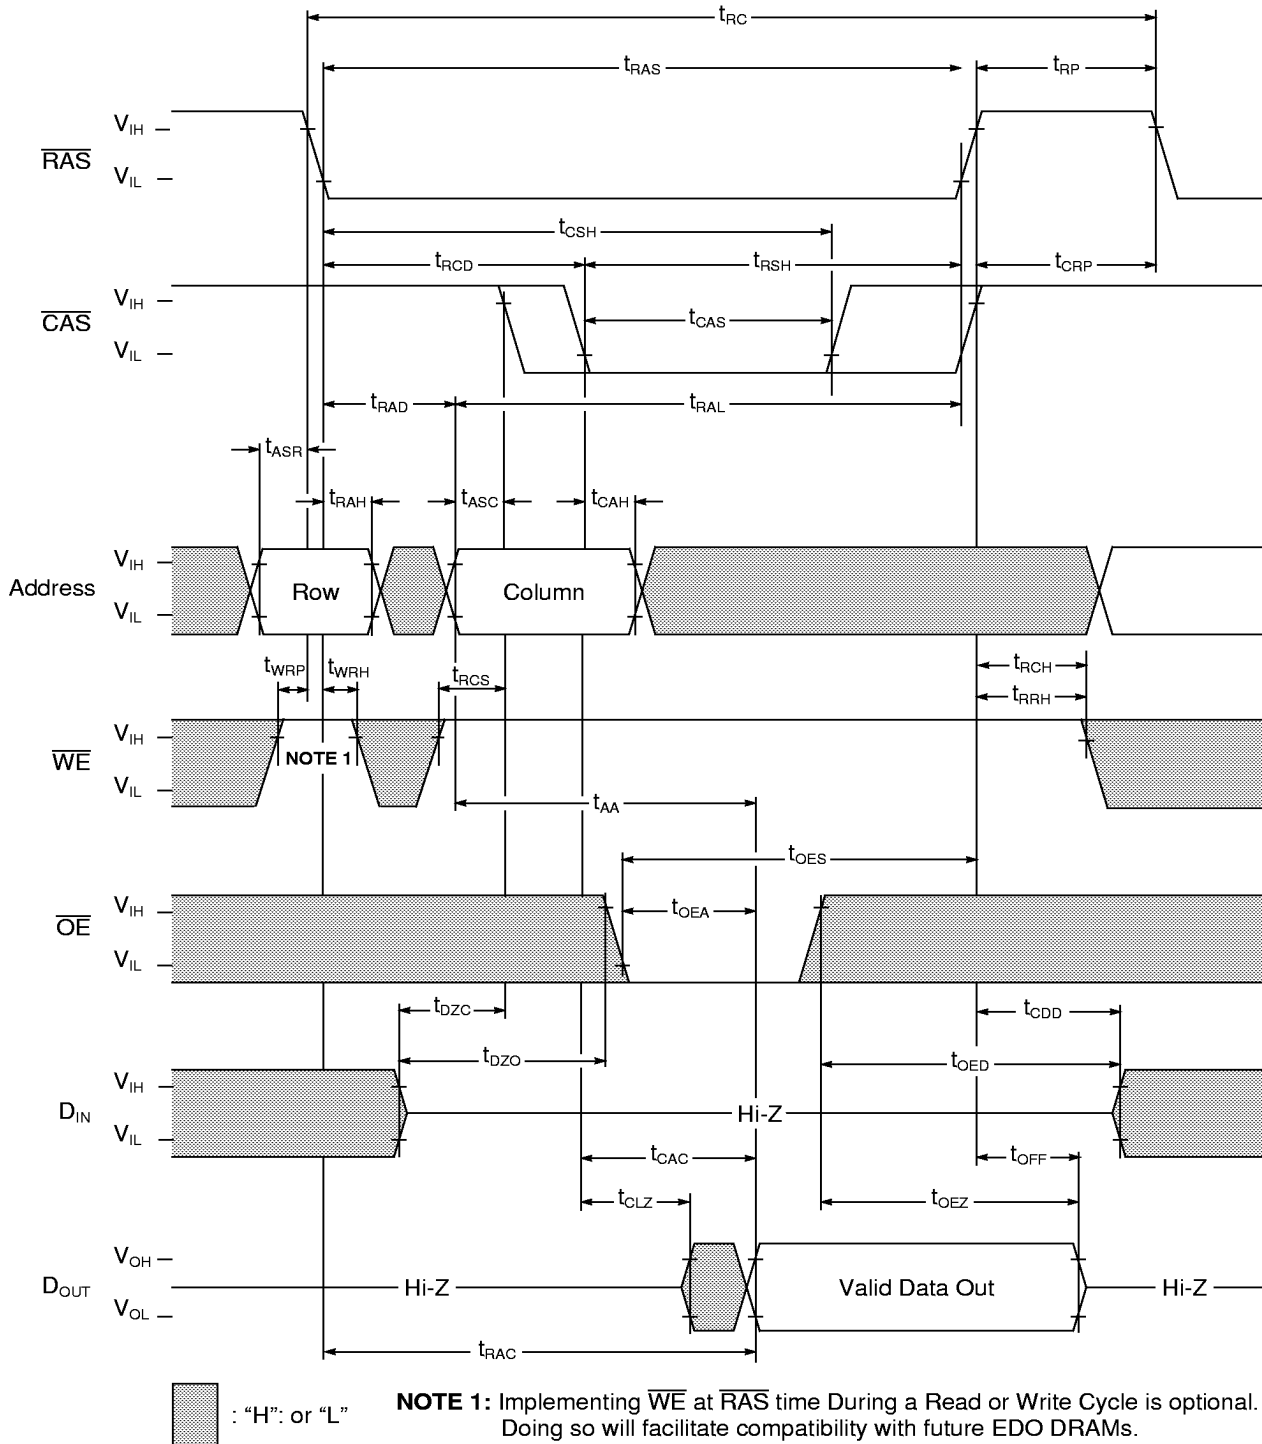 tRC
tRAS tRP
VIH
RAS
VIL
tCSH
tRCD tRSH tCRP
VIH
CAS tCAS
VIL
tRAD tRAL
tASR
tRAH tASC tCAH
VIH
Address Row Column
VIL
tWRP tWRH tRCS tRCH
tRRH
VIH
WE NOTE 1
VIL
tAA
tOES
VIH tOEA
OE
VIL
tDZC tCDD
tDZO tOED
VIH
DIN Hi-Z
VIL
tCAC tOFF
tCLZ tOEZ
VOH
DOUT Hi-Z Valid Data Out Hi-Z
VOL
tRAC
: “H”: or “L” NOTE 1: Implementing WE at RAS time During a Read or Write Cycle is optional.
Doing so will facilitate compatibility with future EDO DRAMs.